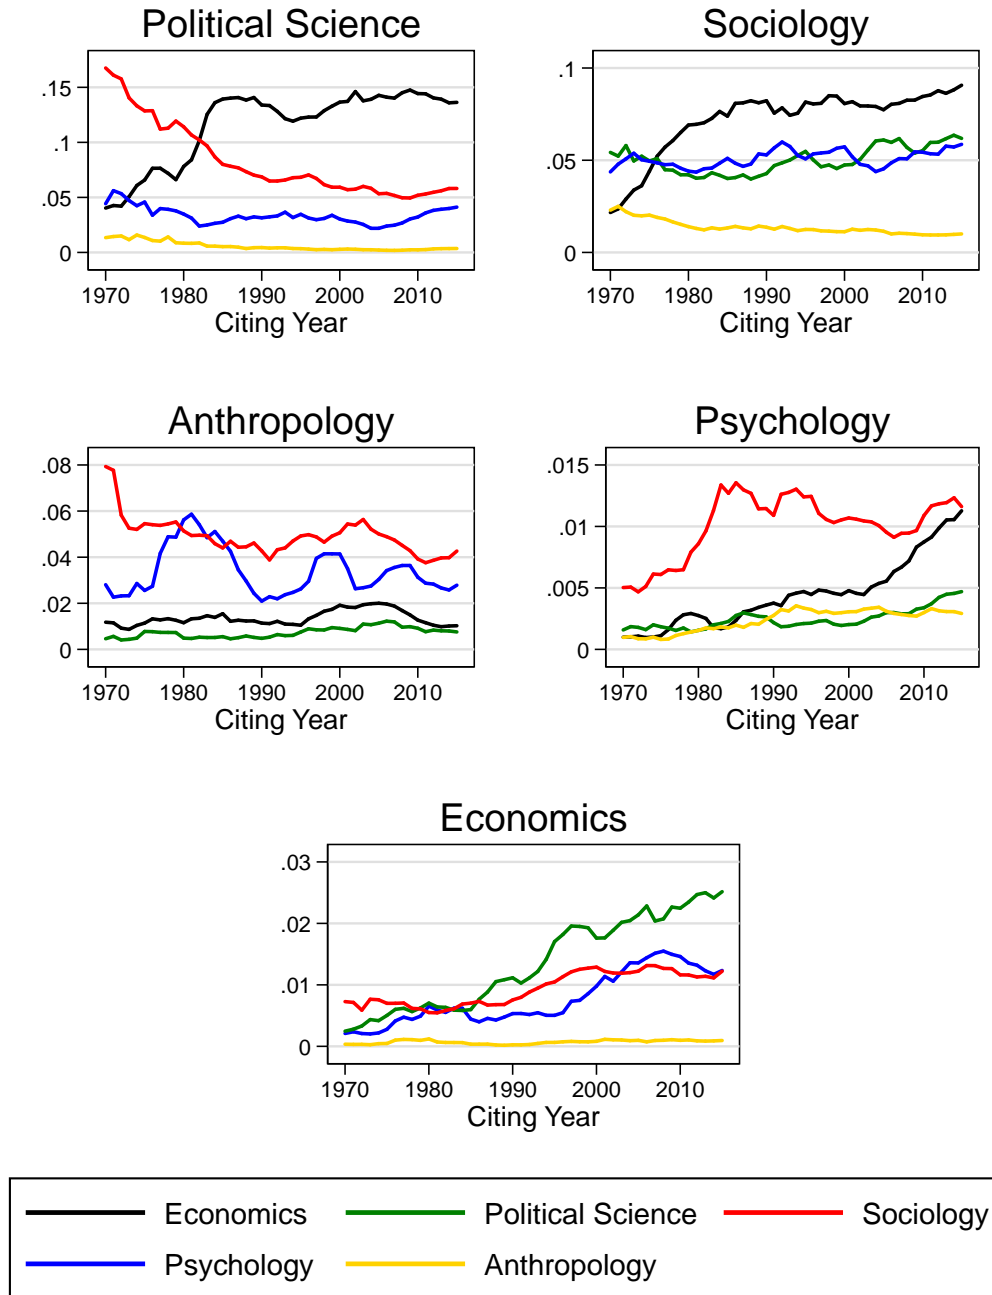 Political Science
.15
.1
.05
0
1970 1980 1990 2000 2010
Citing Year
Sociology
.1
.05
0
1970 1980 1990 2000 2010
Citing Year
Anthropology
.08
.06
.04
.02
0
1970 1980 1990 2000 2010
Citing Year
Psychology
.015
.01
.005
0
1970 1980 1990 2000 2010
Citing Year
Economics
.03
.02
.01
0
1970 1980 1990 2000 2010
Citing Year
Economics Political Science Sociology
Psychology Anthropology